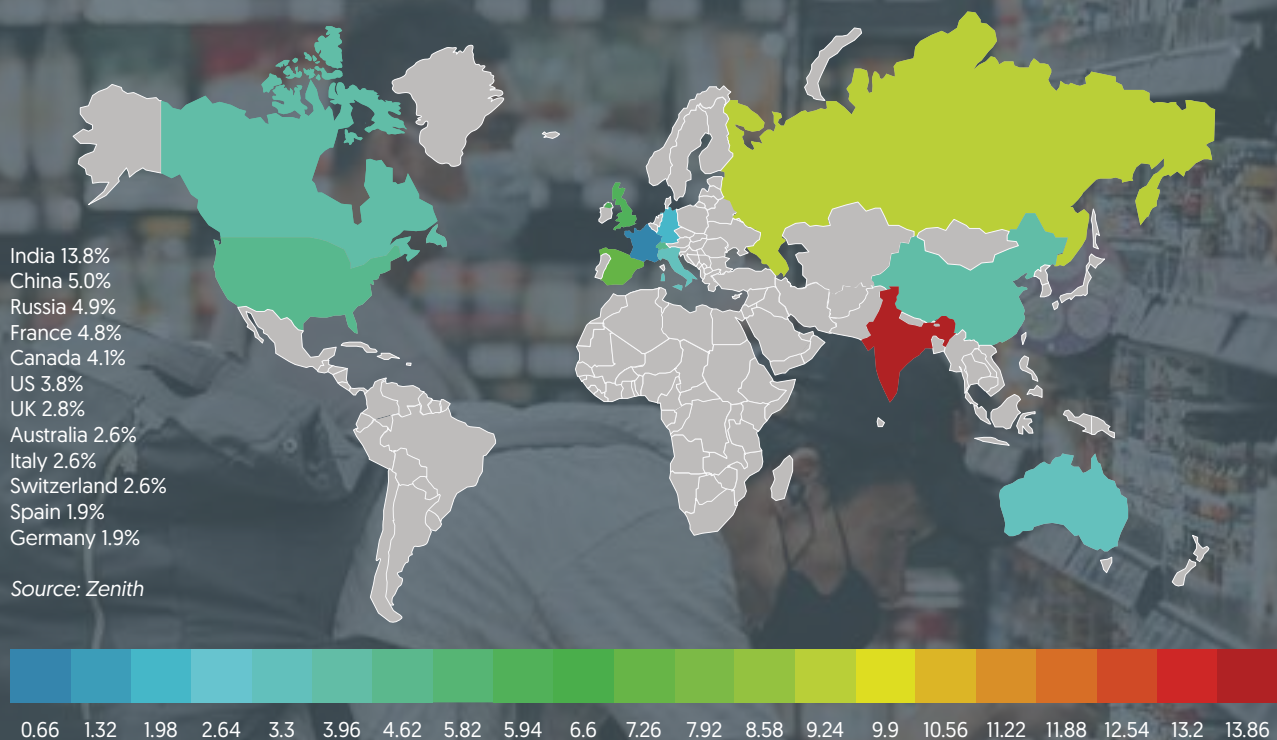 India 13.8%
China 5.0%
Russia 4.9%
France 4.8%
Canada 4.1%
US 3.8%
UK 2.8%
Australia 2.6%
Italy 2.6%
Switzerland 2.6%
Spain 1.9%
Germany 1.9%
Source: Zenith
0.66 1.32 1.98 2.64 3.3 3.96 4.62 5.82 5.94 6.6 7.26 7.92 8.58 9.24 9.9 10.56 11.22 11.88 12.54 13.2 13.86